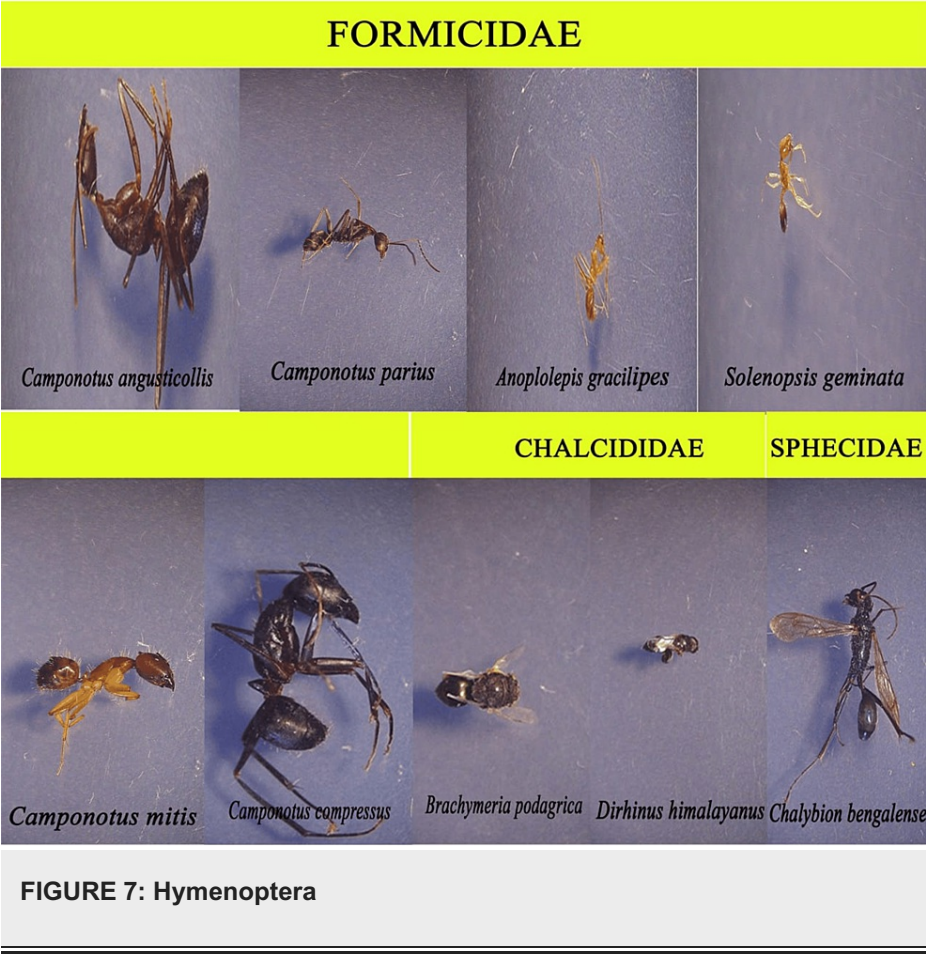 FORMICIDAE
Camponotus angusticollis
Camponotus parius
Anoplolepis gracilipes
Solenopsis geminata
CHALCIDIDAE
SPHECIDAE
Camponotus mitis
Camponotus compressus
Brachymeria podagrica
Dirhinus himalayanus
Chalybion bengalense
FIGURE 7: Hymenoptera